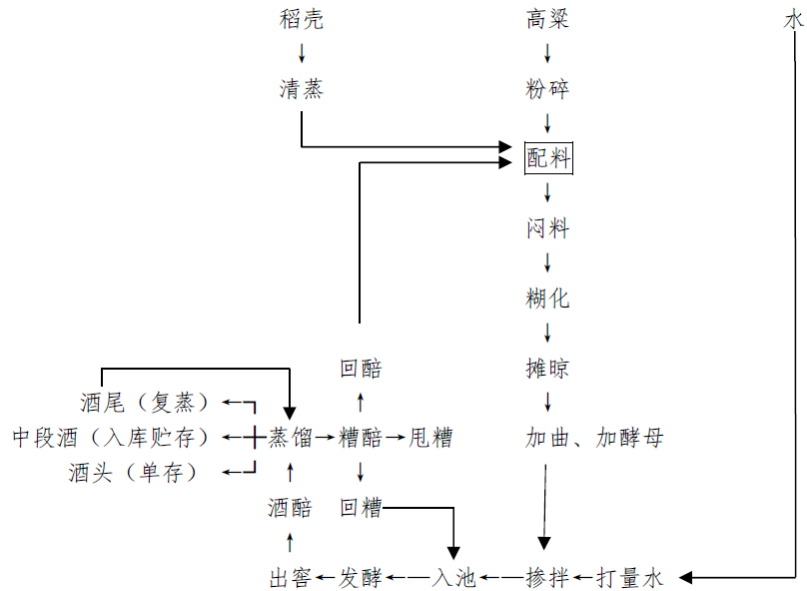 稻壳 高粱 水
清蒸 粉碎
配料
闷料
糊化
回醅 摊晾
酒尾（复蒸）
中段酒（入库贮存） 蒸馏 糟醅 甩糟 加曲、加酵母
酒头（单存）
酒醅 回糟
出窖 发酵 入池 掺拌 打量水